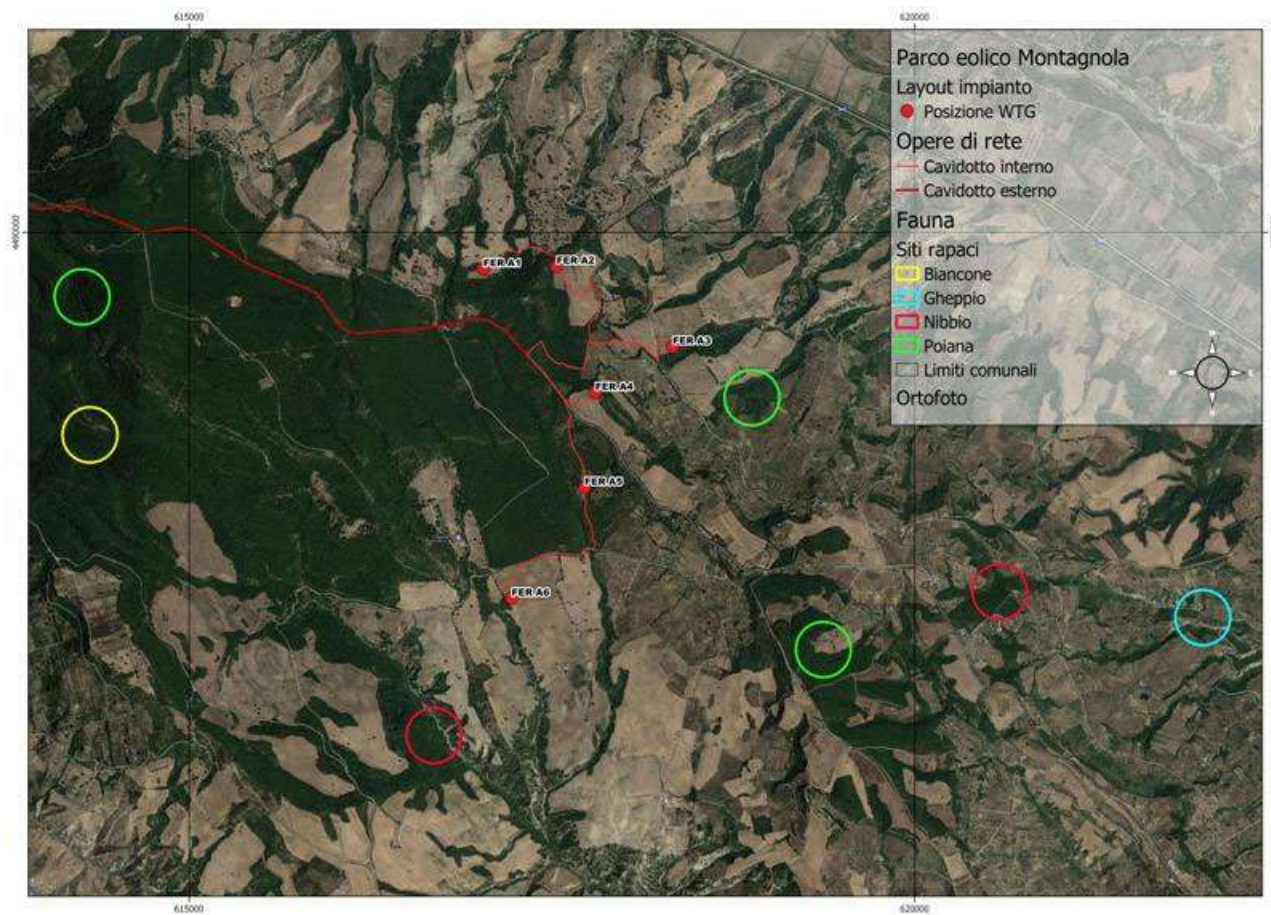 615000
620000
Parco eolico Montagnola
Layout impianto
Posizione WTG
Opere di rete
Cavidotto interno
Cavidotto esterno
Fauna
Siti rapaci
Biancone
Gheppio
Nibbio
Poiana
Limiti comunali
Ortofoto
4490000
FER.A1
FER.A2
FER.A3
FER.A4
FER.A5
FER.A6
615000
620000